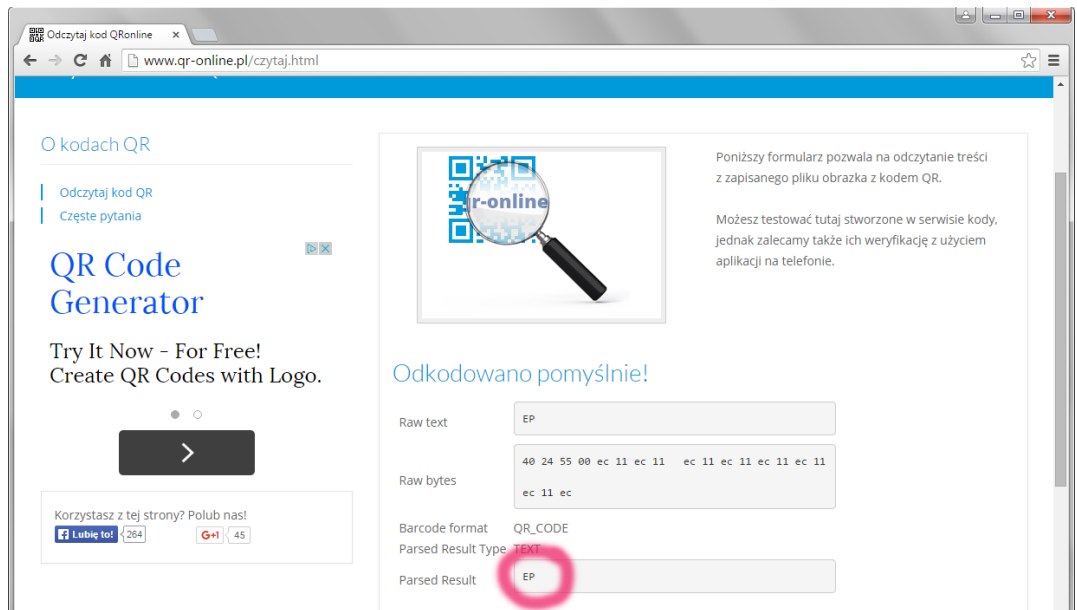 Odczytaj kod QRonline
www.qr-online.pl/czytaj.html
O kodach QR
Odczytaj kod QR
Częste pytania
QR Code
Generator
Try It Now - For Free!
Create QR Codes with Logo.
Korzystasz z tej strony? Polub nas!
Lubię to! 264
G+1 45
r-online
Poniższy formularz pozwala na odczytanie treści
z zapisanego pliku obrazka z kodem QR.
Możesz testować tutaj stworzone w serwisie kody,
jednak zalecamy także ich weryfikację z użyciem
aplikacji na telefonie.
Odkodowano pomyślnie!
Raw text EP
Raw bytes 40 24 55 00 ec 11 ec 11 ec 11 ec 11 ec 11 ec 11
ec 11 ec
Barcode format QR_CODE
Parsed Result Type TEXT
Parsed Result EP